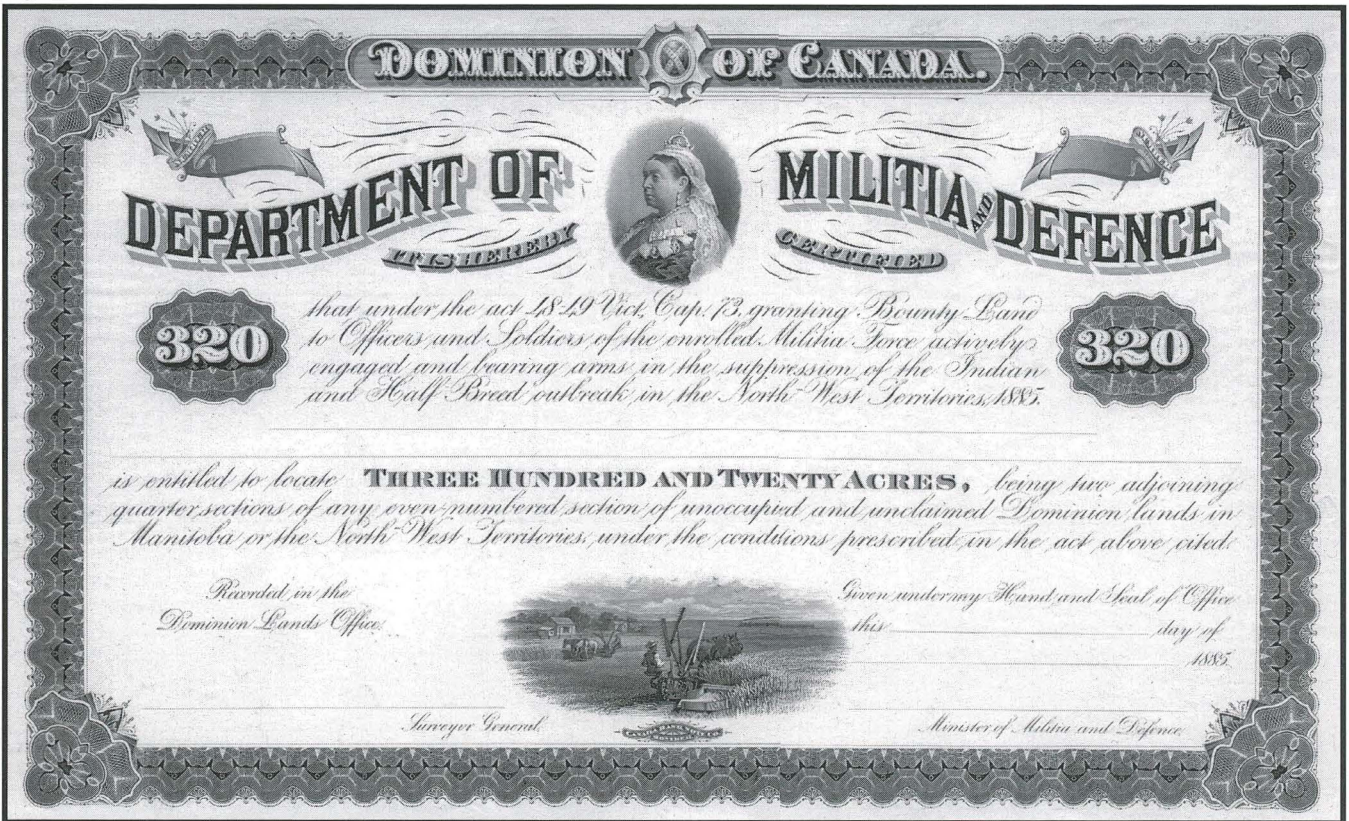 DOMINION OF CANADA.
DEPARTMENT OF MILITIA AND DEFENCE
IT IS HEREBY CERTIFIED
320
that under the act 48-49 Vict, Cap. 73, granting Bounty Land
to Officers and Soldiers of the enrolled Militia Force actively
engaged and bearing arms in the suppression of the Indian
and Half Breed outbreak in the North-West Territories, 1885.
320
is entitled to locate THREE HUNDRED AND TWENTY ACRES, being two adjoining
quarter sections of any even-numbered section of unoccupied and unclaimed Dominion lands in
Manitoba or the North-West Territories, under the conditions prescribed in the act above cited.
Recorded in the
Dominion Lands Office.
Surveyor General.
Given under my Hand and Seal of Office
this day of
1885.
Minister of Militia and Defence.